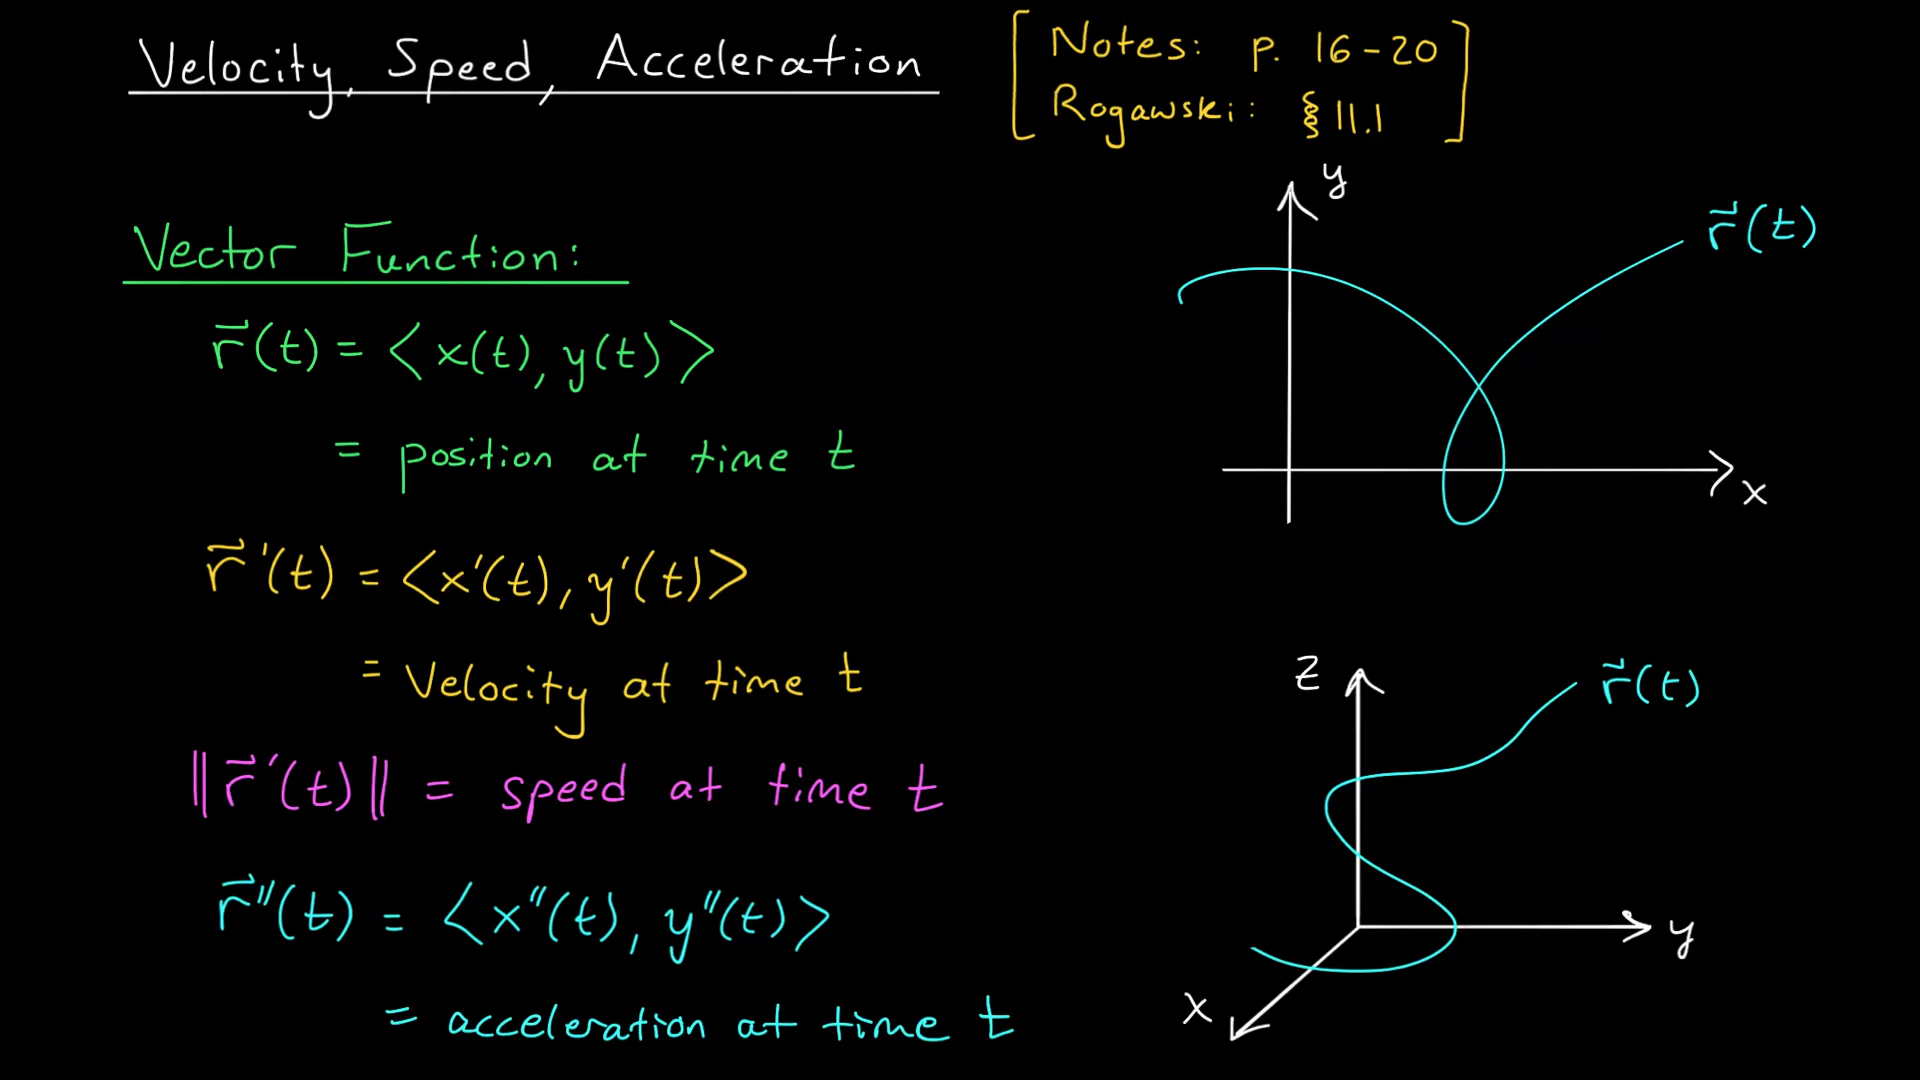 Velocity, Speed, Acceleration
[Notes: p. 16-20
Rogawski: § 11.1]
Vector Function:
r⃗(t) = <x(t), y(t)>
= position at time t
r⃗'(t) = <x'(t), y'(t)>
= Velocity at time t
||r⃗'(t)|| = speed at time t
r⃗''(t) = <x''(t), y''(t)>
= acceleration at time t
y
r⃗(t)
x
z
r⃗(t)
y
x